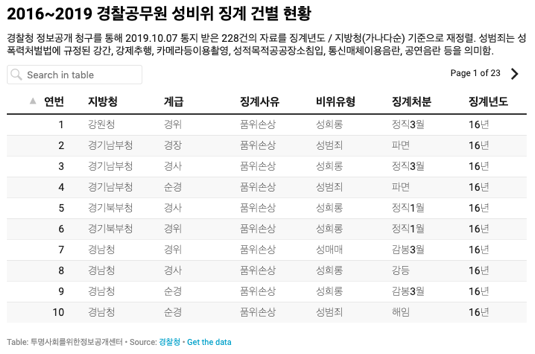 2016~2019 경찰공무원 성비위 징계 건별 현황
경찰청 정보공개 청구를 통해 2019.10.07 통지 받은 228건의 자료를 징계년도 / 지방청(가나다순) 기준으로 재정렬. 성범죄는 성
폭력처벌법에 규정된 강간, 강제추행, 카메라등이용촬영, 성적목적공공장소침입, 통신매체이용음란, 공연음란 등을 의미함.
Search in table Page 1 of 23
연번 지방청 계급 징계사유 비위유형 징계처분 징계년도
1 강원청 경위 품위손상 성희롱 정직3월 16년
2 경기남부청 경장 품위손상 성범죄 파면 16년
3 경기남부청 경사 품위손상 성희롱 정직3월 16년
4 경기남부청 순경 품위손상 성범죄 파면 16년
5 경기북부청 경사 품위손상 성희롱 정직1월 16년
6 경기북부청 경위 품위손상 성희롱 정직1월 16년
7 경남청 경위 품위손상 성매매 감봉3월 16년
8 경남청 경사 품위손상 성희롱 강등 16년
9 경남청 순경 품위손상 성희롱 감봉3월 16년
10 경남청 순경 품위손상 성범죄 해임 16년
Table: 투명사회를위한정보공개센터 • Source: 경찰청 • Get the data